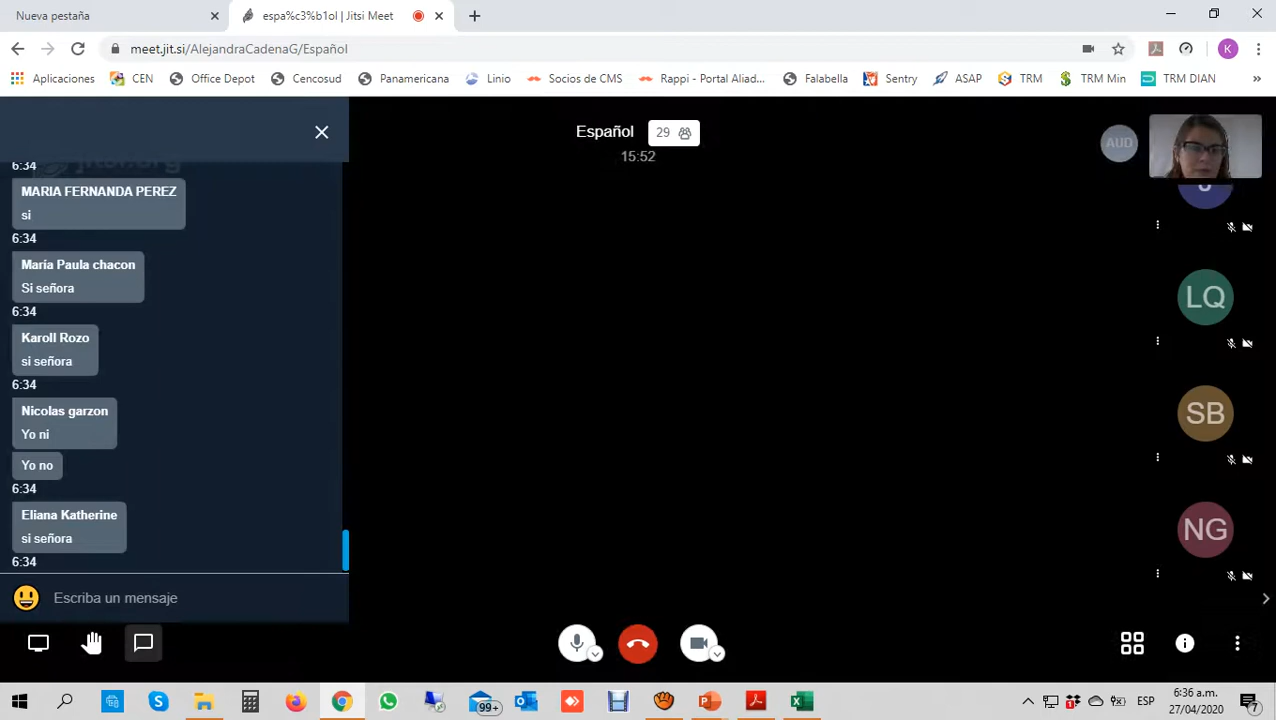 Nueva pestaña
espa%c3%b1ol | Jitsi Meet
meet.jit.si/AlejandraCadenaG/Español
K
Aplicaciones
CEN
Office Depot
Cencosud
Panamericana
Linio
Socios de CMS
Rappi - Portal Aliad...
Falabella
Sentry
ASAP
TRM
TRM Min
TRM DIAN
»
Español
29
15:52
AUD
jitsi.org
6:34
MARIA FERNANDA PEREZ
si
6:34
María Paula chacon
Si señora
6:34
Karoll Rozo
si señora
6:34
Nicolas garzon
Yo ni
Yo no
6:34
Eliana Katherine
si señora
6:34
Escriba un mensaje
J
LQ
SB
NG
99+
ESP
6:36 a.m.
27/04/2020
7